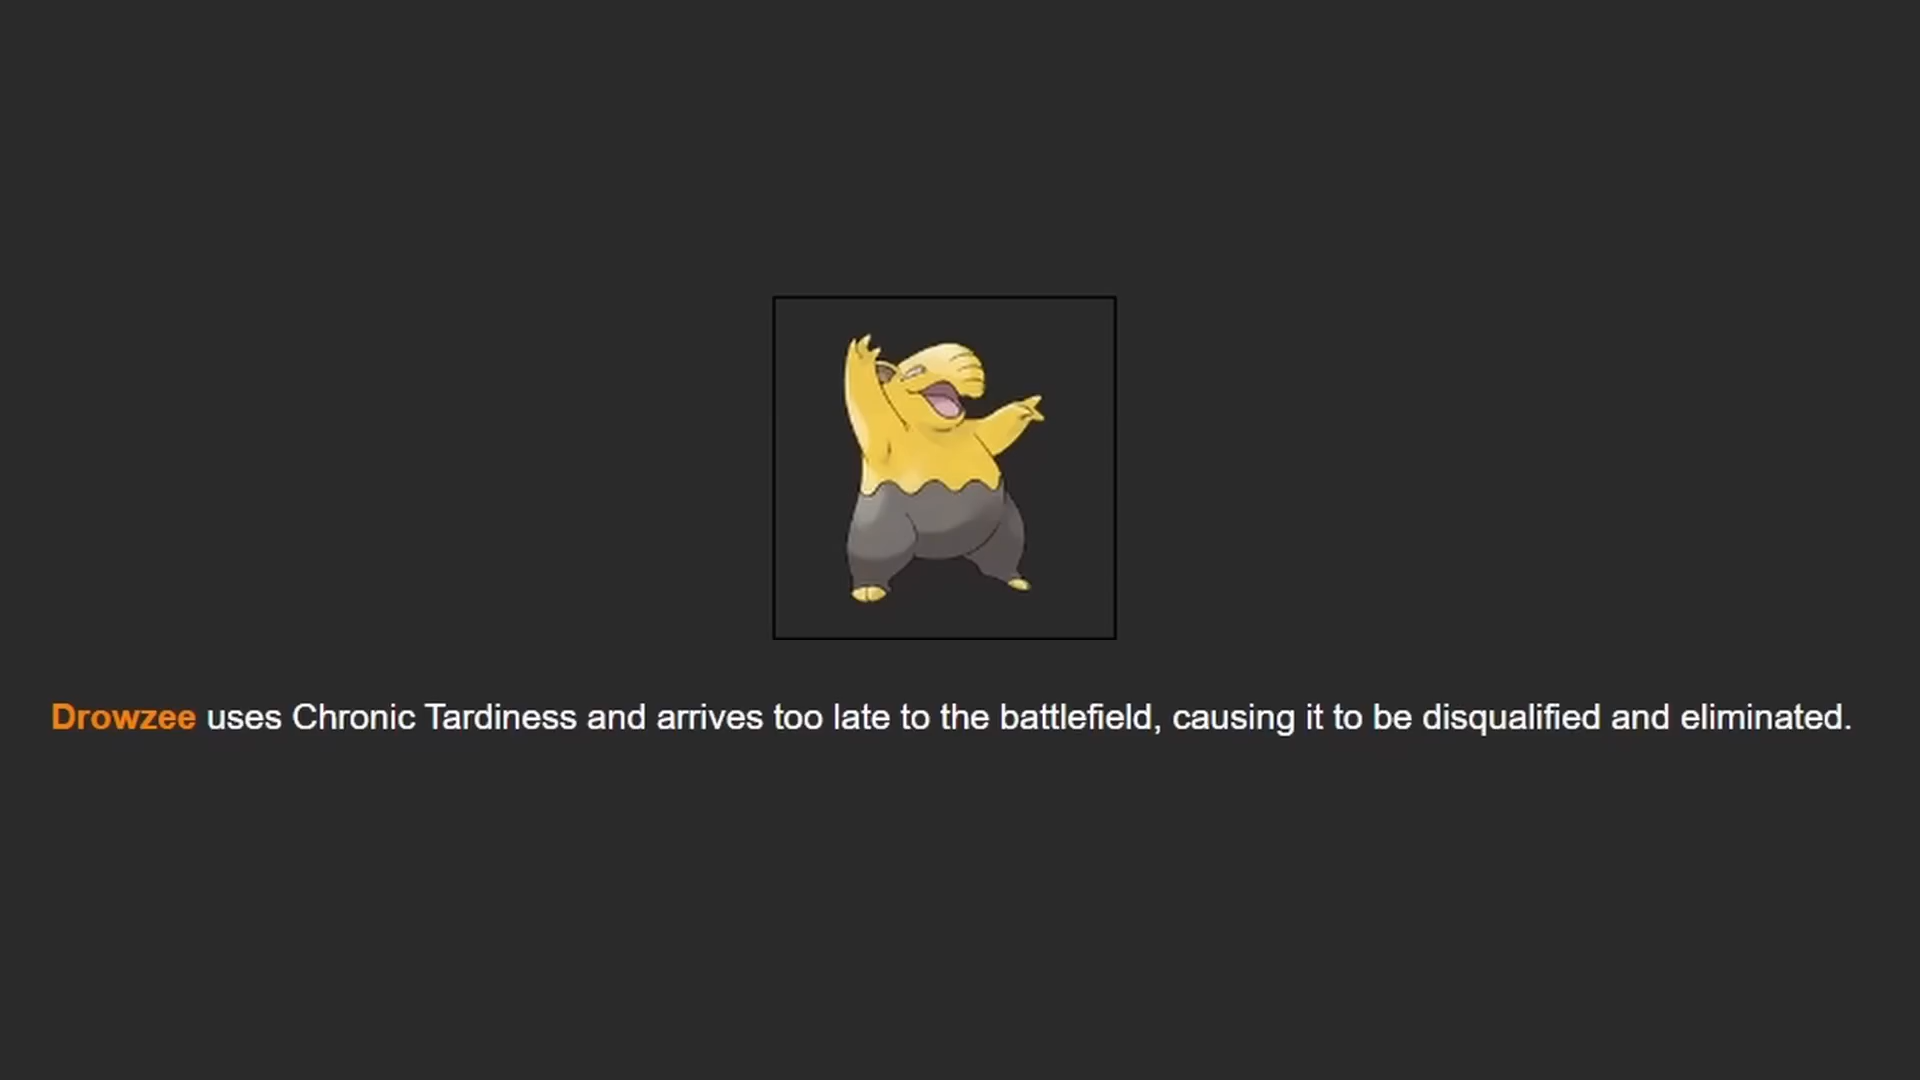 Drowzee uses Chronic Tardiness and arrives too late to the battlefield, causing it to be disqualified and eliminated.